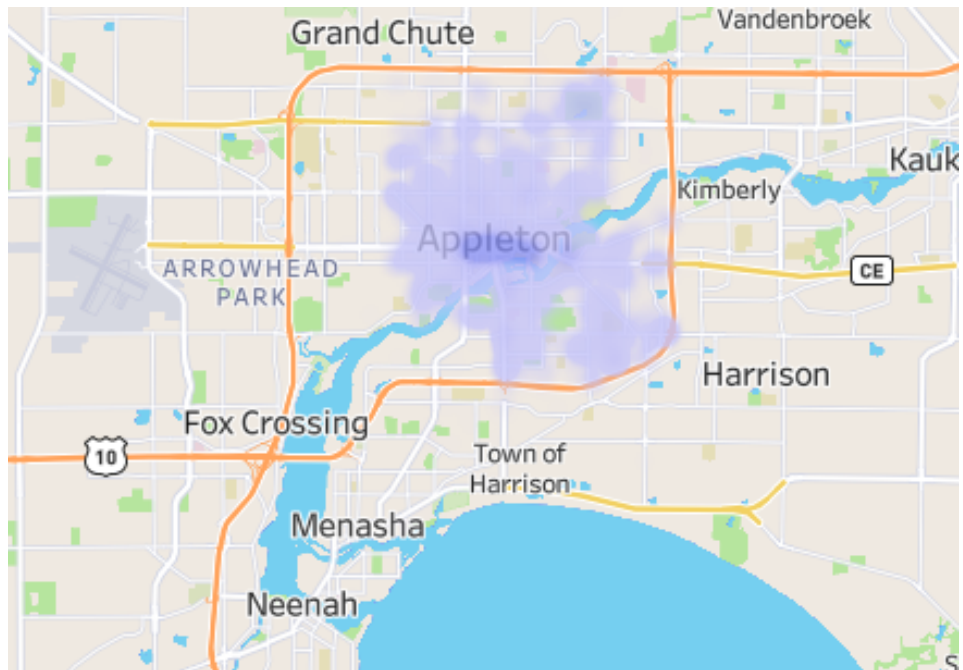 Vandenbroek
Grand Chute
Kauk
Kimberly
Appleton
ARROWHEAD
PARK
CE
Harrison
Fox Crossing
10
Town of
Harrison
Menasha
Neenah
S